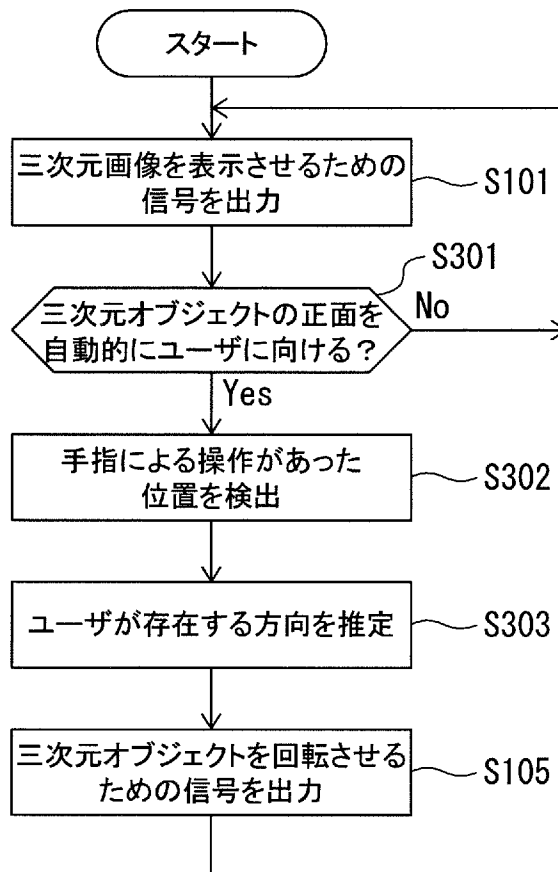 スタート
三次元画像を表示させるための
信号を出力
S101
S301
三次元オブジェクトの正面を
自動的にユーザに向ける?
No
Yes
手指による操作があった
位置を検出
S302
ユーザが存在する方向を推定
S303
三次元オブジェクトを回転させる
ための信号を出力
S105